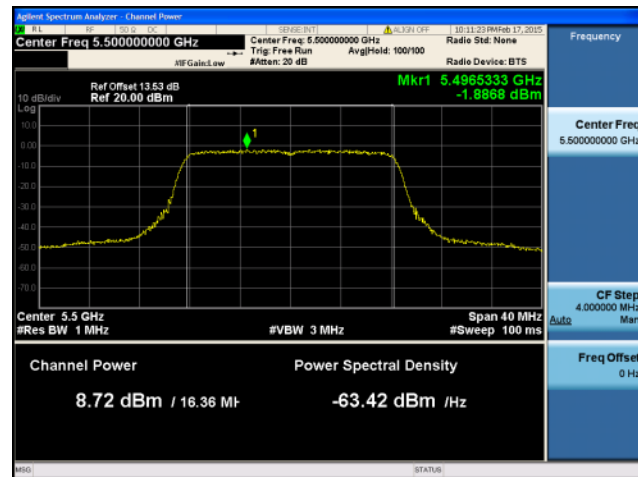 Agilent Spectrum Analyzer - Channel Power
RL RF 50 Ω DC SENSE:INT ALIGN OFF 10:11:23 PM Feb 17, 2015
Center Freq 5.500000000 GHz
Center Freq: 5.500000000 GHz
Radio Std: None
Trig: Free Run Avg|Hold: 100/100
#IFGain:Low #Atten: 20 dB Radio Device: BTS
Ref Offset 13.53 dB
10 dB/div Ref 20.00 dBm
Mkr1 5.4965333 GHz
-1.8868 dBm
Log
10.0
0.00
-10.0
-20.0
-30.0
-40.0
-50.0
-60.0
-70.0
1
Center 5.5 GHz Span 40 MHz
#Res BW 1 MHz #VBW 3 MHz #Sweep 100 ms
Channel Power Power Spectral Density
8.72 dBm / 16.36 MH -63.42 dBm /Hz
MSG STATUS
Frequency
Center Freq
5.500000000 GHz
CF Step
4.000000 MHz
Auto Man
Freq Offset
0 Hz